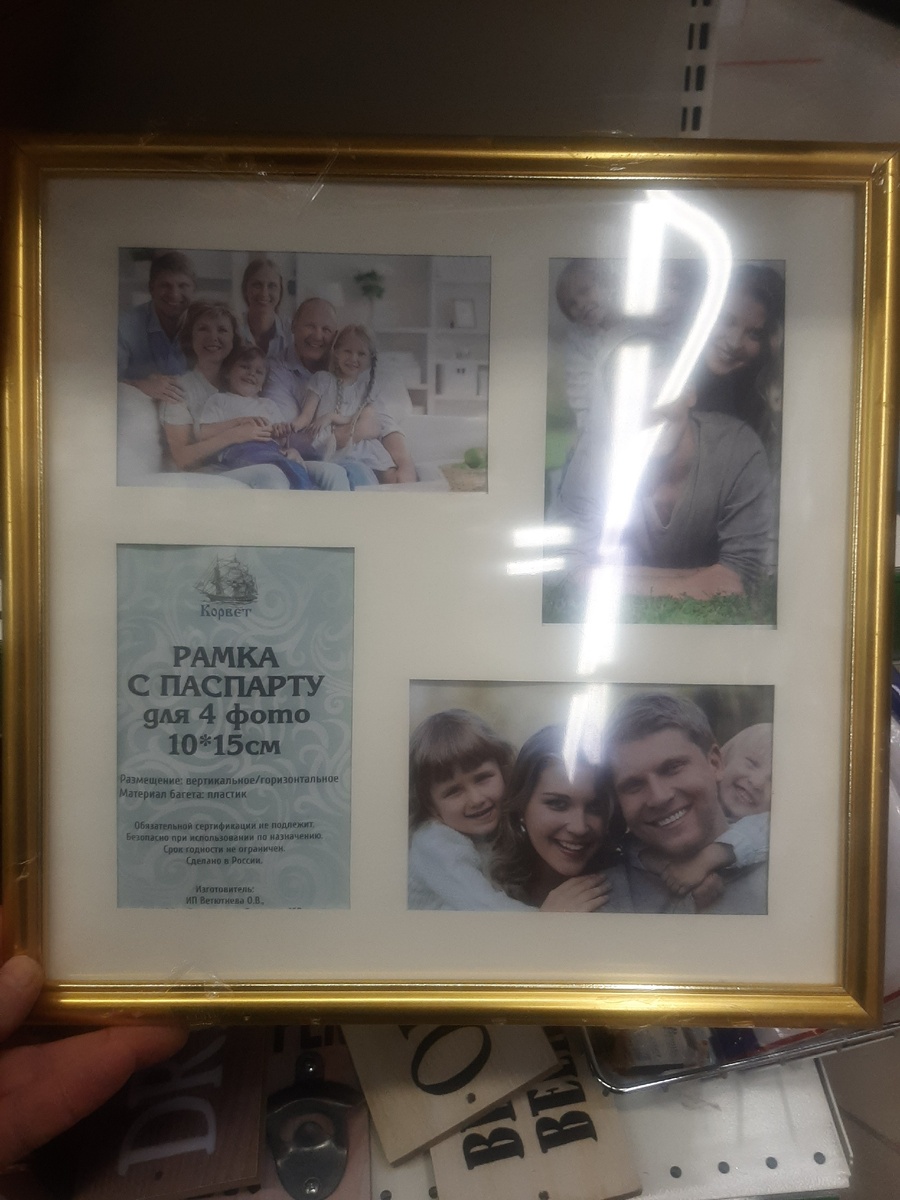 Корвет
РАМКА
С ПАСПАРТУ
для 4 фото
10*15см
Размещение: вертикальное/горизонтальное
Материал багета: пластик
Обязательной сертификации не подлежит.
Безопасно при использовании по назначению.
Срок годности не ограничен.
Сделано в России.
Изготовитель:
ИП Ветютнева О.В.,